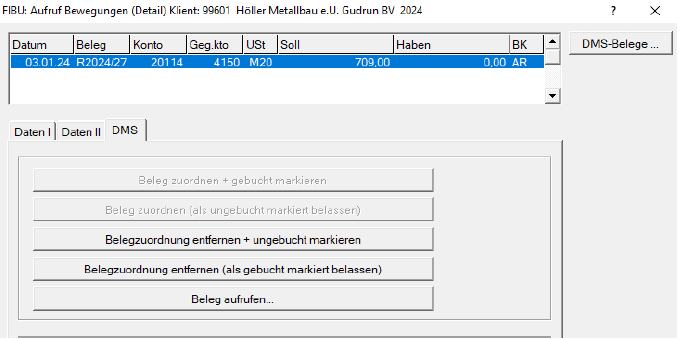 FIBU: Aufruf Bewegungen (Detail) Klient: 99601 Höller Metallbau e.U. Gudrun BV 2024 ?
Datum Beleg Konto Geg.kto USt Soll Haben BK
DMS-Belege ...
03.01.24 R2024/27 20114 4150 M20 709,00 0,00 AR
Daten I Daten II DMS
Beleg zuordnen + gebucht markieren
Beleg zuordnen (als ungebucht markiert belassen)
Belegzuordnung entfernen + ungebucht markieren
Belegzuordnung entfernen (als gebucht markiert belassen)
Beleg aufrufen...